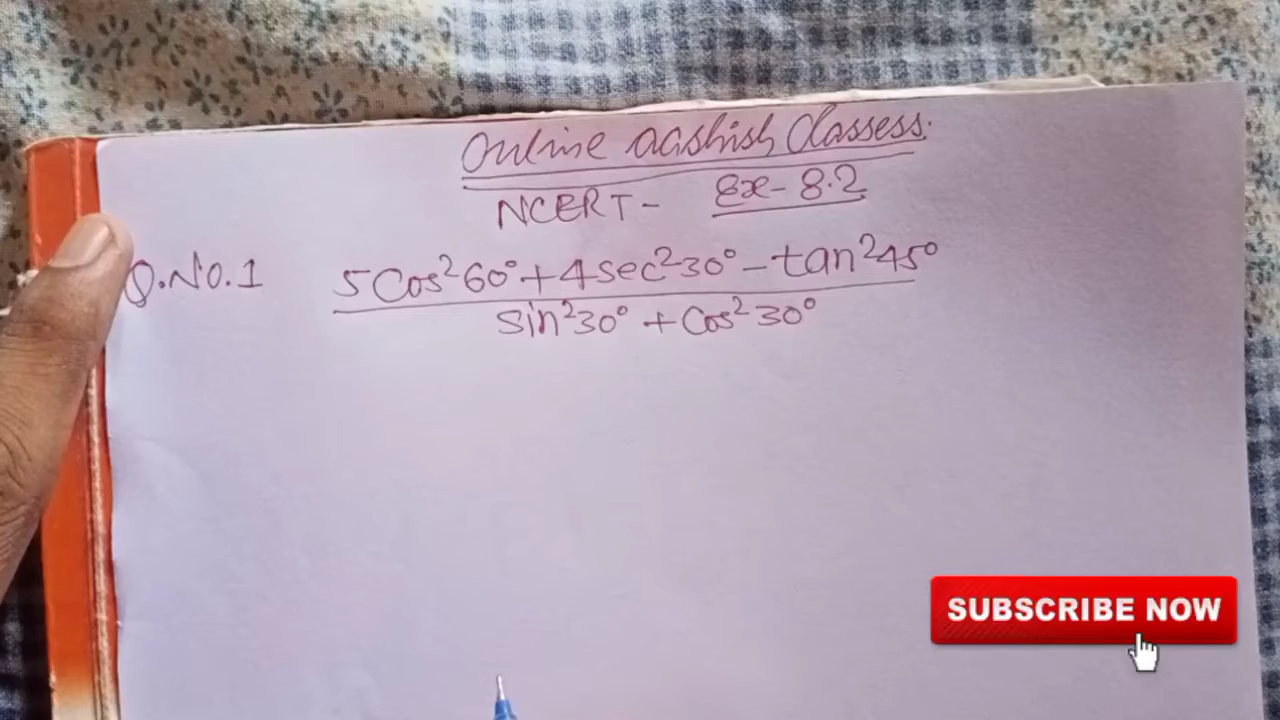 Online aashish Classess.
NCERT - Ex - 8.2
Q.No.1 5Cos²60° + 4sec²30° - tan²45°
sin²30° + Cos²30°
SUBSCRIBE NOW